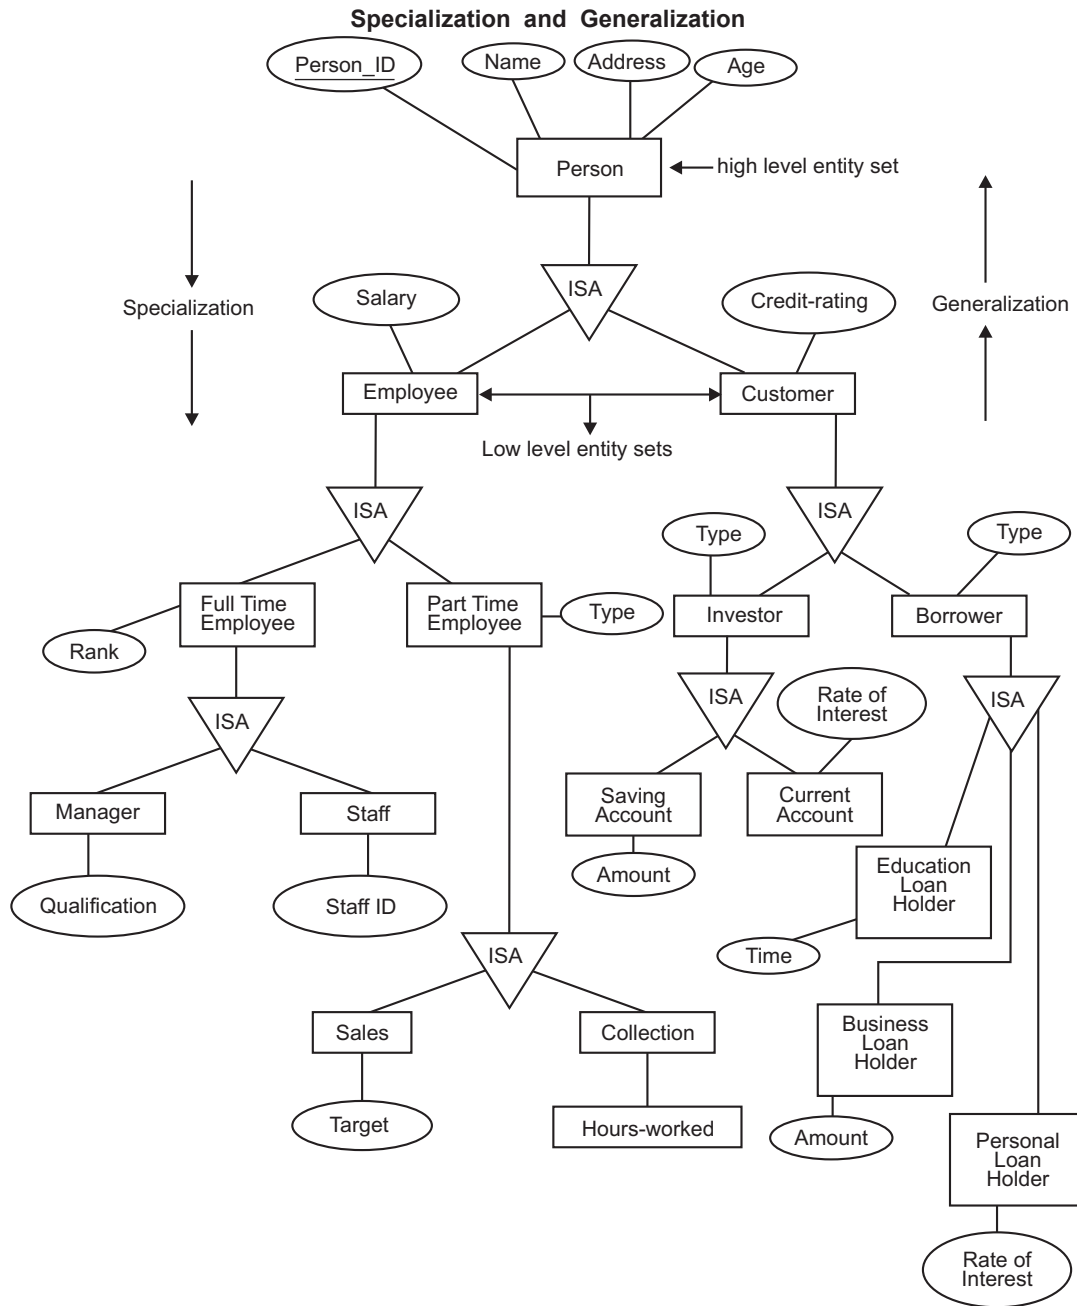 Specialization and Generalization
Person_ID
Name
Address
Age
Person
high level entity set
ISA
Salary
Credit-rating
Specialization
Generalization
Employee
Customer
Low level entity sets
ISA
ISA
Type
Type
Full Time
Employee
Part Time
Employee
Type
Investor
Borrower
Rank
ISA
ISA
Rate of
Interest
ISA
Manager
Staff
Saving
Account
Current
Account
Qualification
Staff ID
Amount
Education
Loan
Holder
ISA
Time
Sales
Collection
Business
Loan
Holder
Target
Hours-worked
Amount
Personal
Loan
Holder
Rate of
Interest